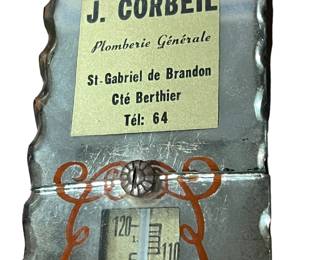 J. CORBEIL
Plomberie Générale
St-Gabriel de Brandon
Cté Berthier
Tél: 64
120
110